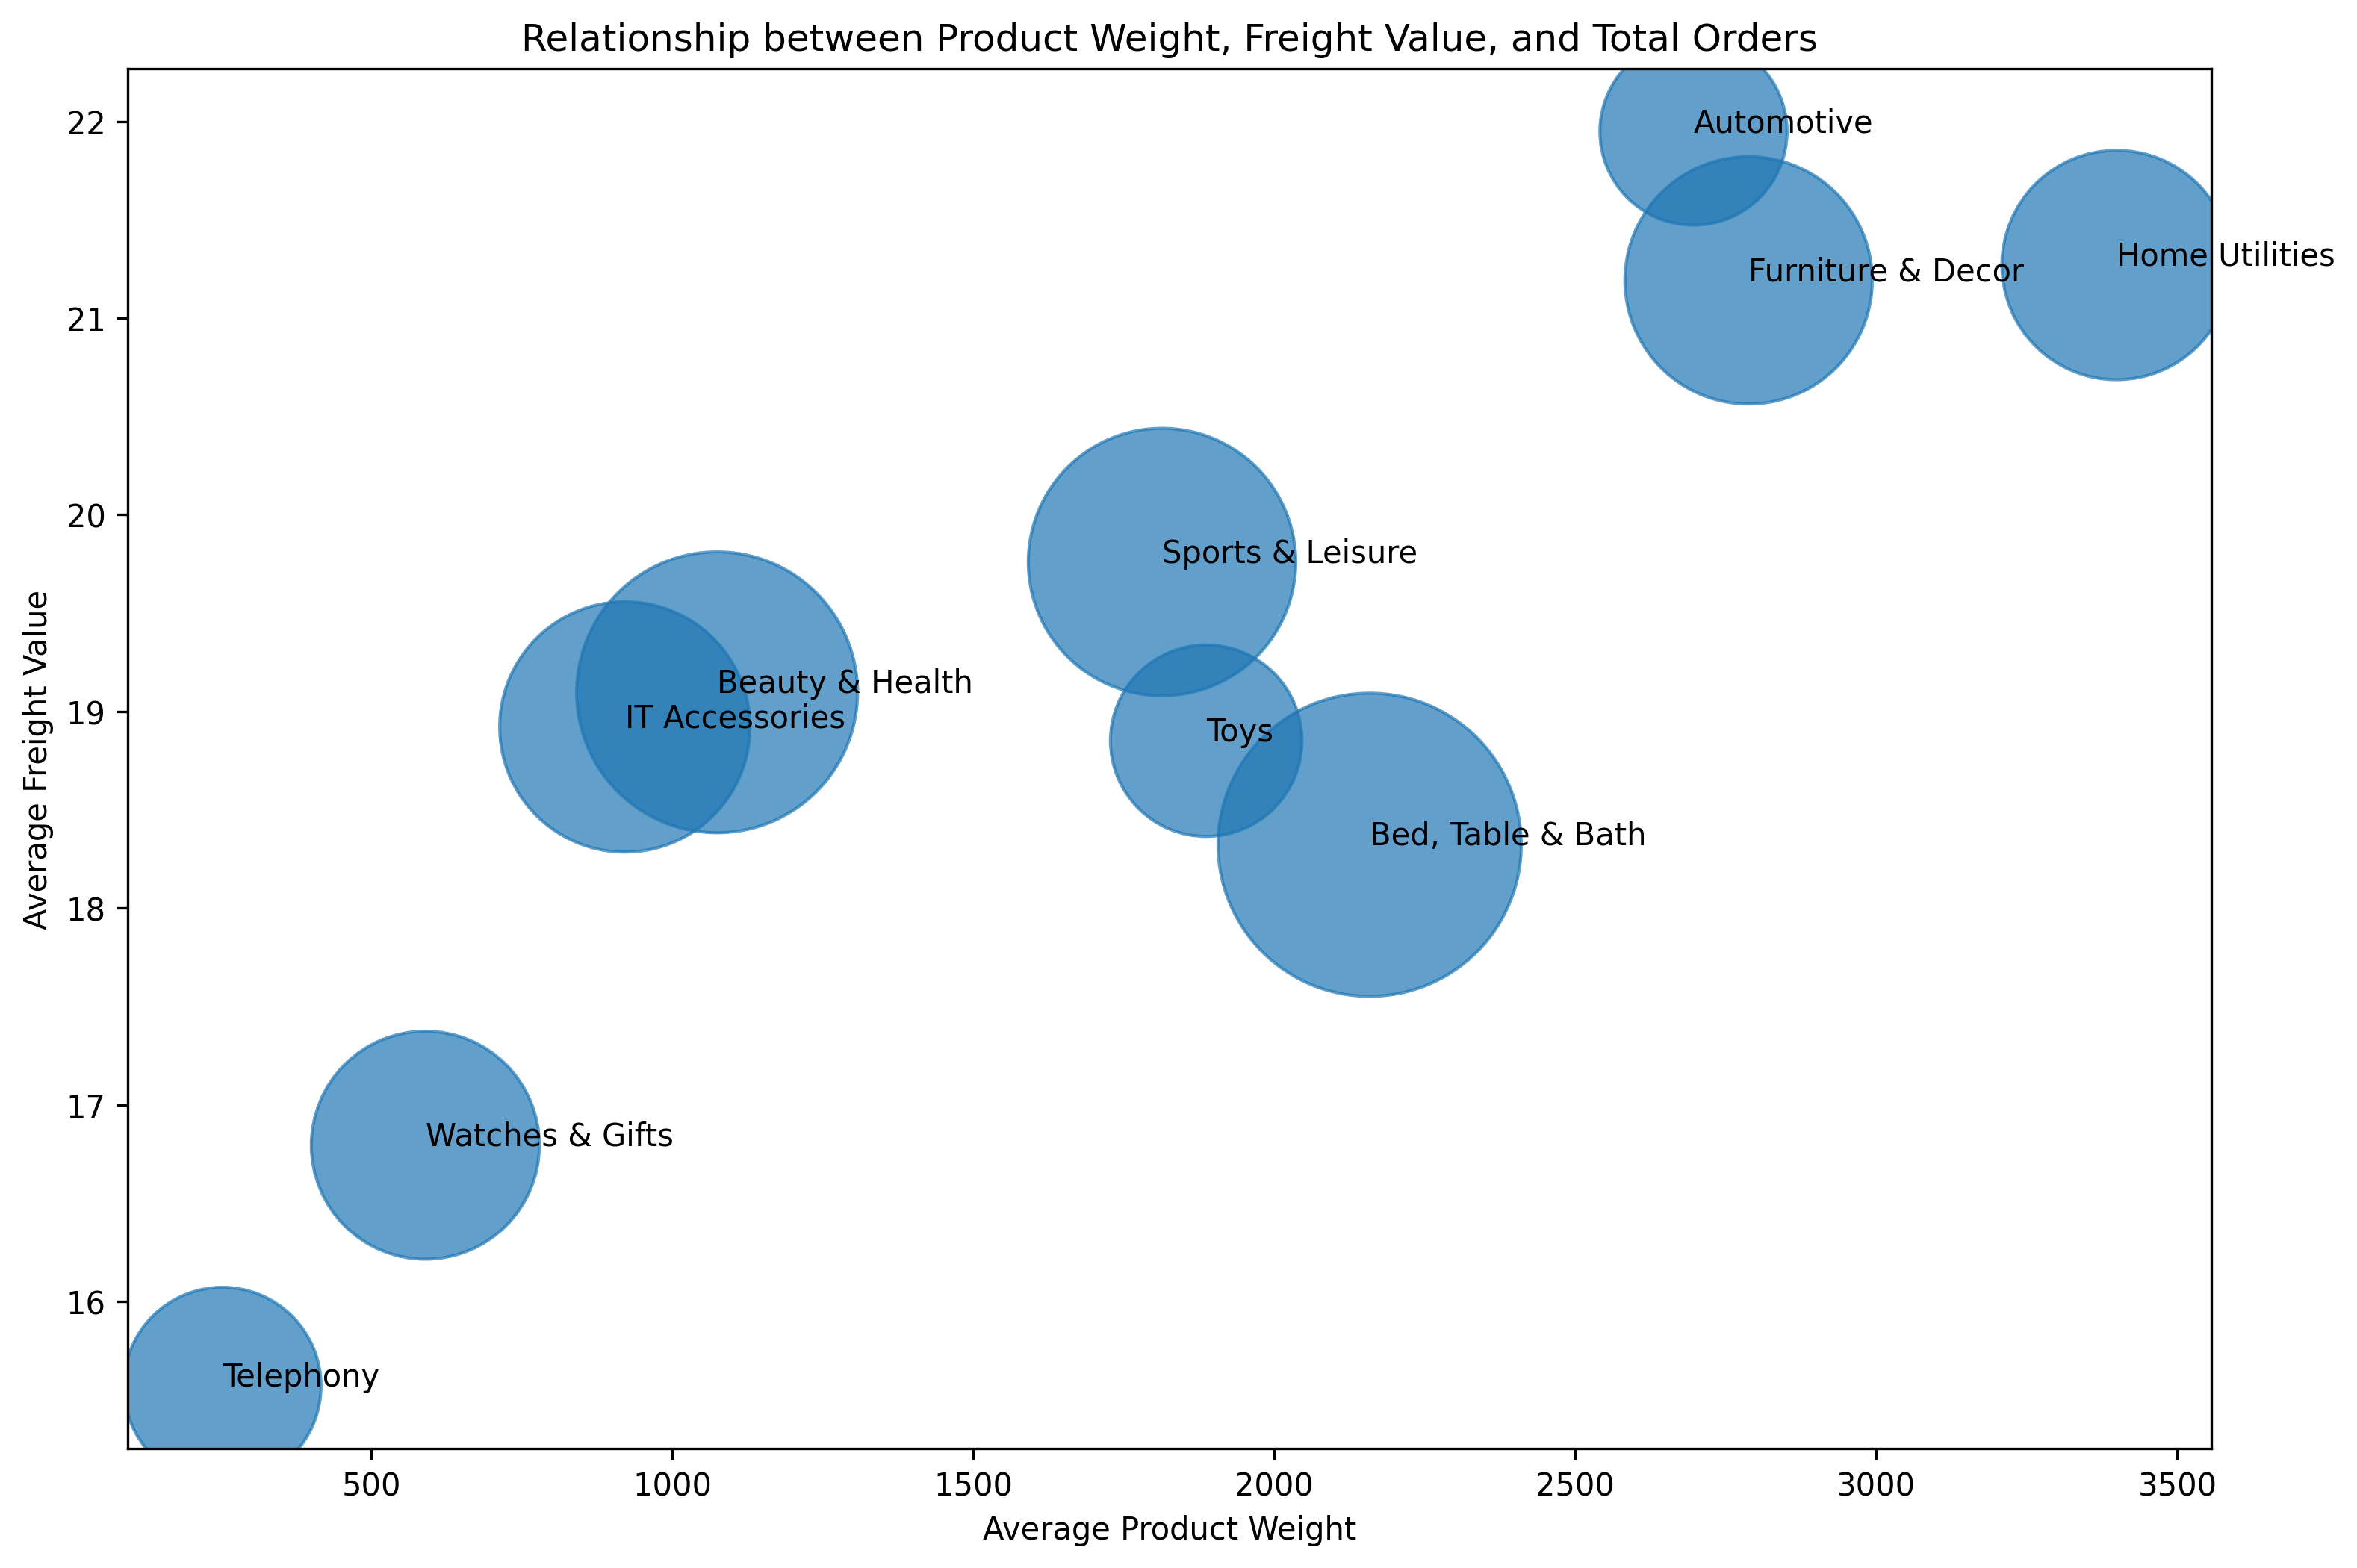 Relationship between Product Weight, Freight Value, and Total Orders
22
21
20
19
18
17
16
Average Freight Value
Automotive
Furniture & Decor
Home Utilities
Sports & Leisure
Beauty & Health
IT Accessories
Toys
Bed, Table & Bath
Watches & Gifts
Telephony
500 1000 1500 2000 2500 3000 3500
Average Product Weight